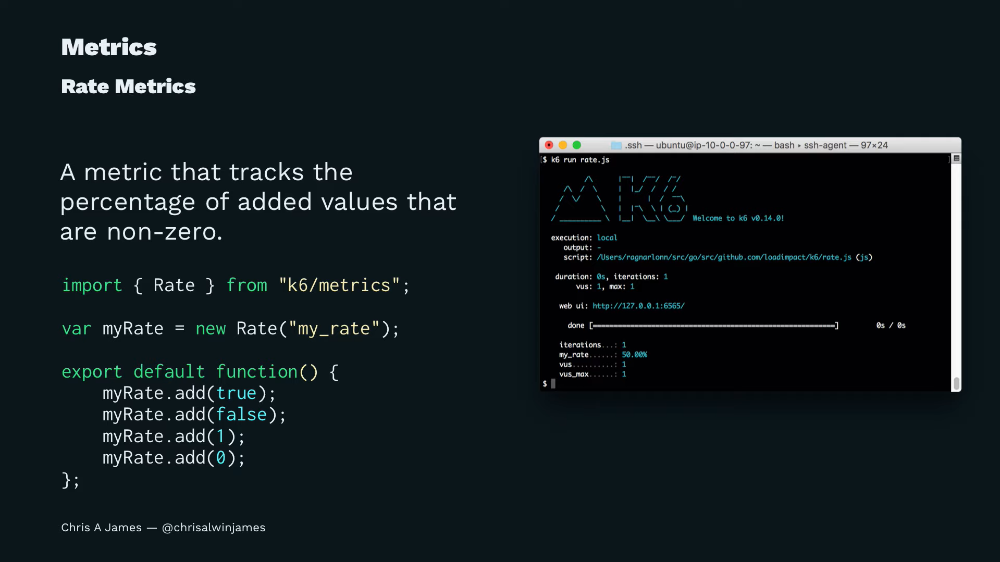 Metrics
Rate Metrics
A metric that tracks the
percentage of added values that
are non-zero.
import { Rate } from "k6/metrics";
var myRate = new Rate("my_rate");
export default function() {
    myRate.add(true);
    myRate.add(false);
    myRate.add(1);
    myRate.add(0);
};
Chris A James — @chrisalwinjames
.ssh — ubuntu@ip-10-0-0-97: ~ — bash ▸ ssh-agent — 97×24
[$ k6 run rate.js ]
          /\      |‾‾|  /‾‾/  /‾/
     /\  /  \     |  |_/  /  / /
    /  \/    \    |      |  /  ‾‾\
   /          \   |  |‾\  \ | (_) |
  / __________ \  |__|  \__\ \___/  Welcome to k6 v0.14.0!
execution: local
output: -
script: /Users/ragnarlonn/src/go/src/github.com/loadimpact/k6/rate.js (js)
duration: 0s, iterations: 1
vus: 1, max: 1
web ui: http://127.0.0.1:6565/
done [==========================================================] 0s / 0s
iterations...: 1
my_rate......: 50.00%
vus..........: 1
vus_max......: 1
$